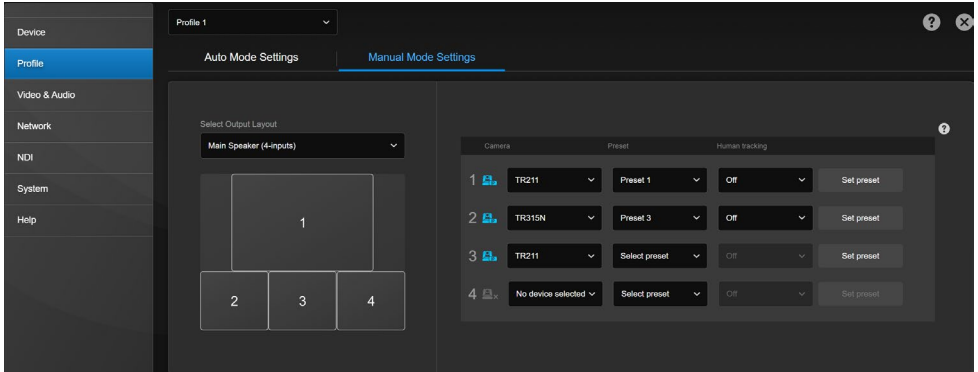 Device
Profile
Video & Audio
Network
NDI
System
Help
Profile 1
Auto Mode Settings Manual Mode Settings
Select Output Layout
Main Speaker (4-inputs)
1
2 3 4
Camera Preset Human tracking
1 TR211 Preset 1 Off Set preset
2 TR315N Preset 3 Off Set preset
3 TR211 Select preset Off Set preset
4 No device selected Select preset Off Set preset